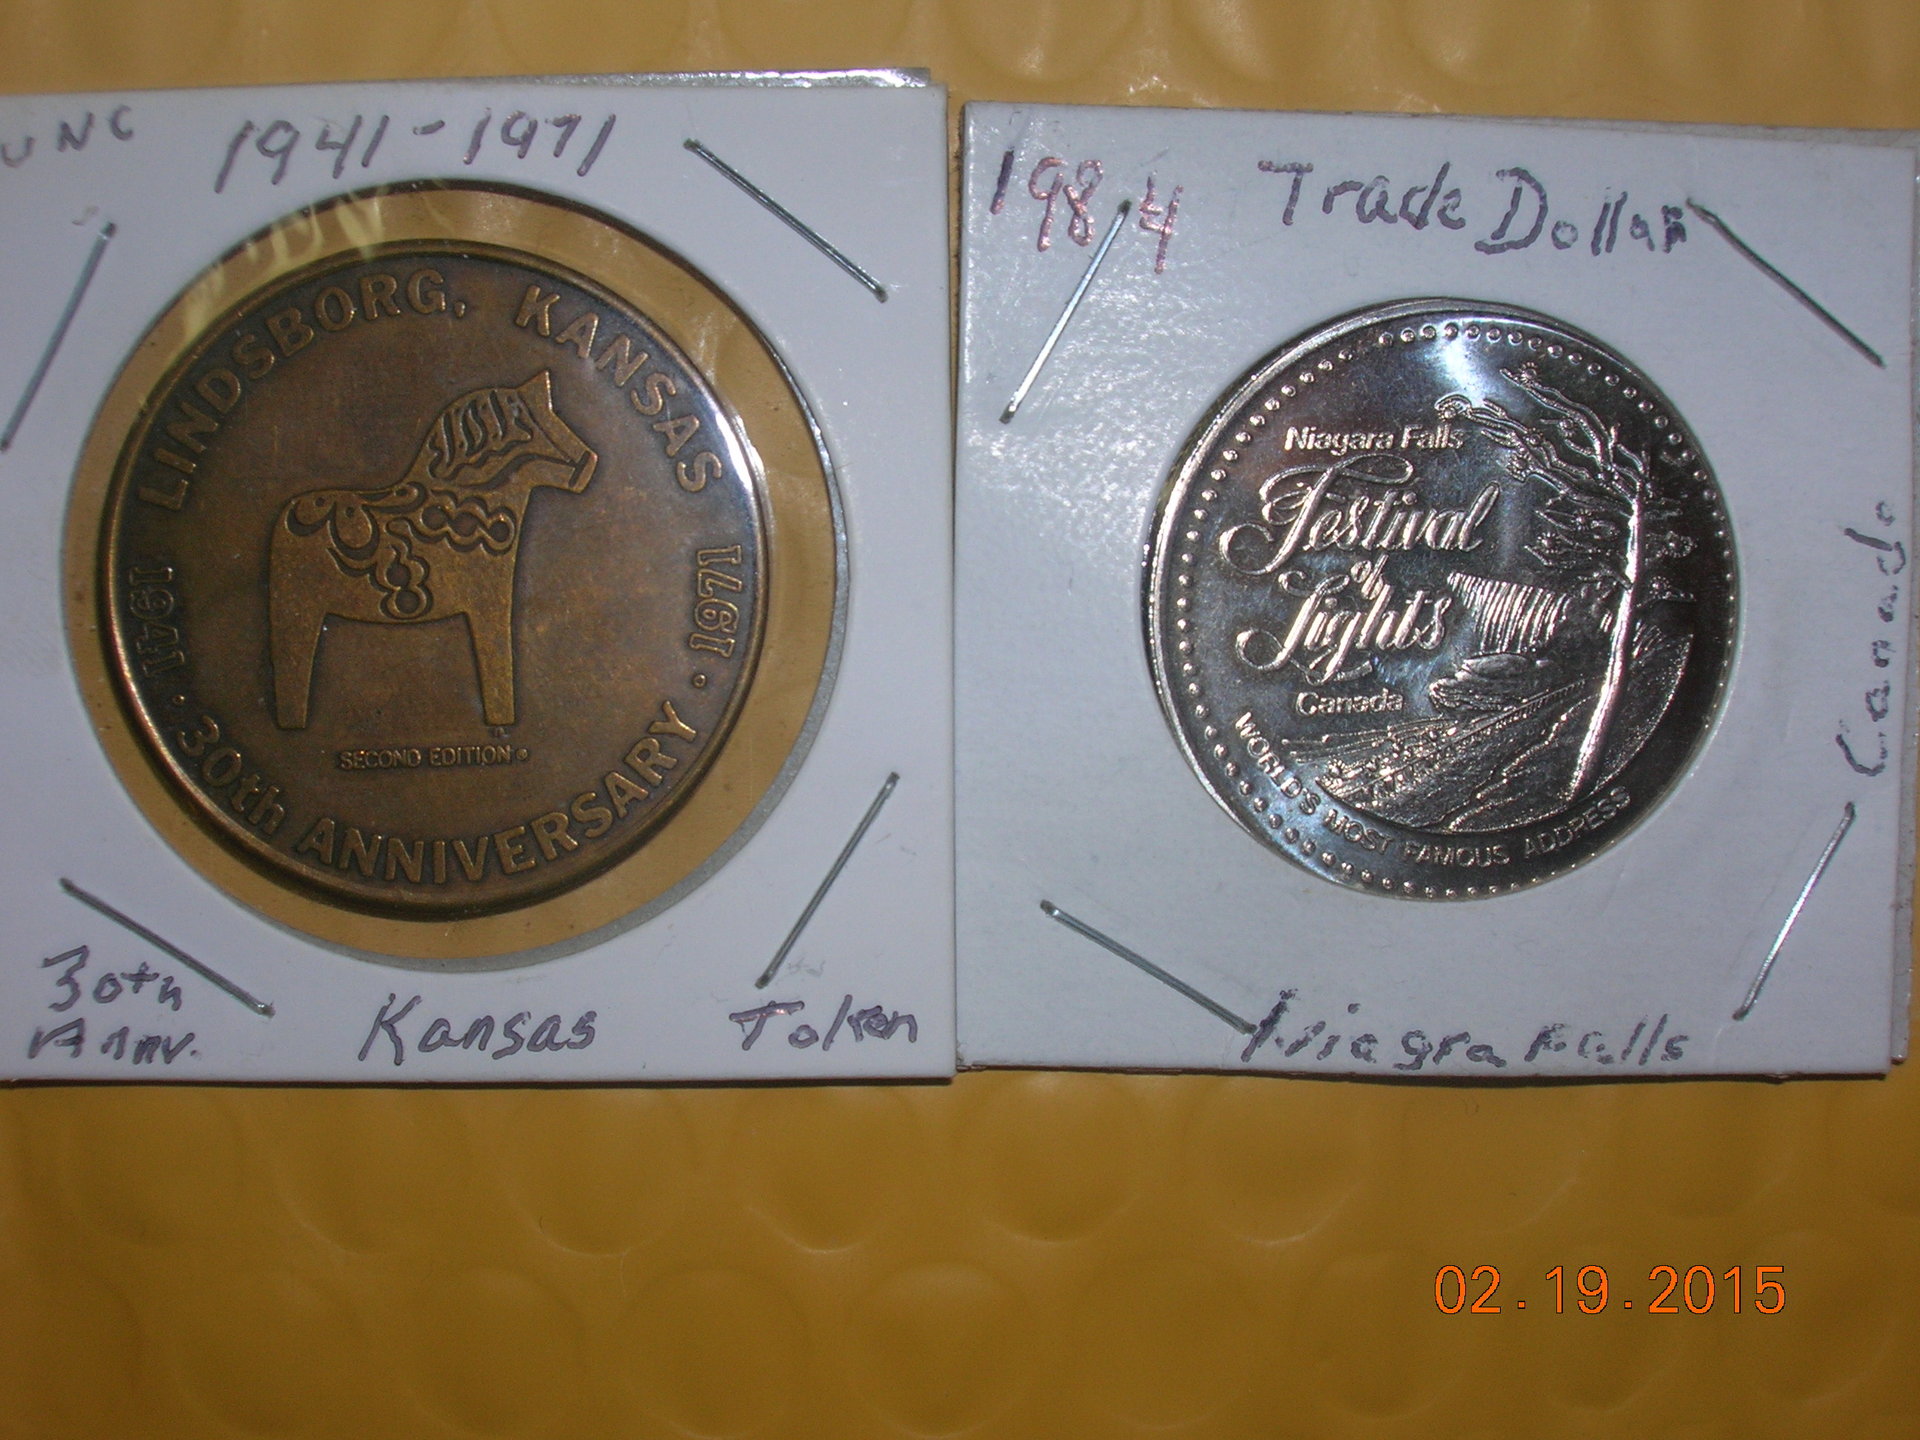 UNC 1941-1971
LINDSBORG, KANSAS
1941 · 30th ANNIVERSARY · 1971
SECOND EDITION
30th
Anniv.
Kansas
Token
1984 Trade Dollar
Niagara Falls
Festival
of
Lights
Canada
WORLD'S MOST FAMOUS ADDRESS
Canada
Niagra Falls
02.19.2015